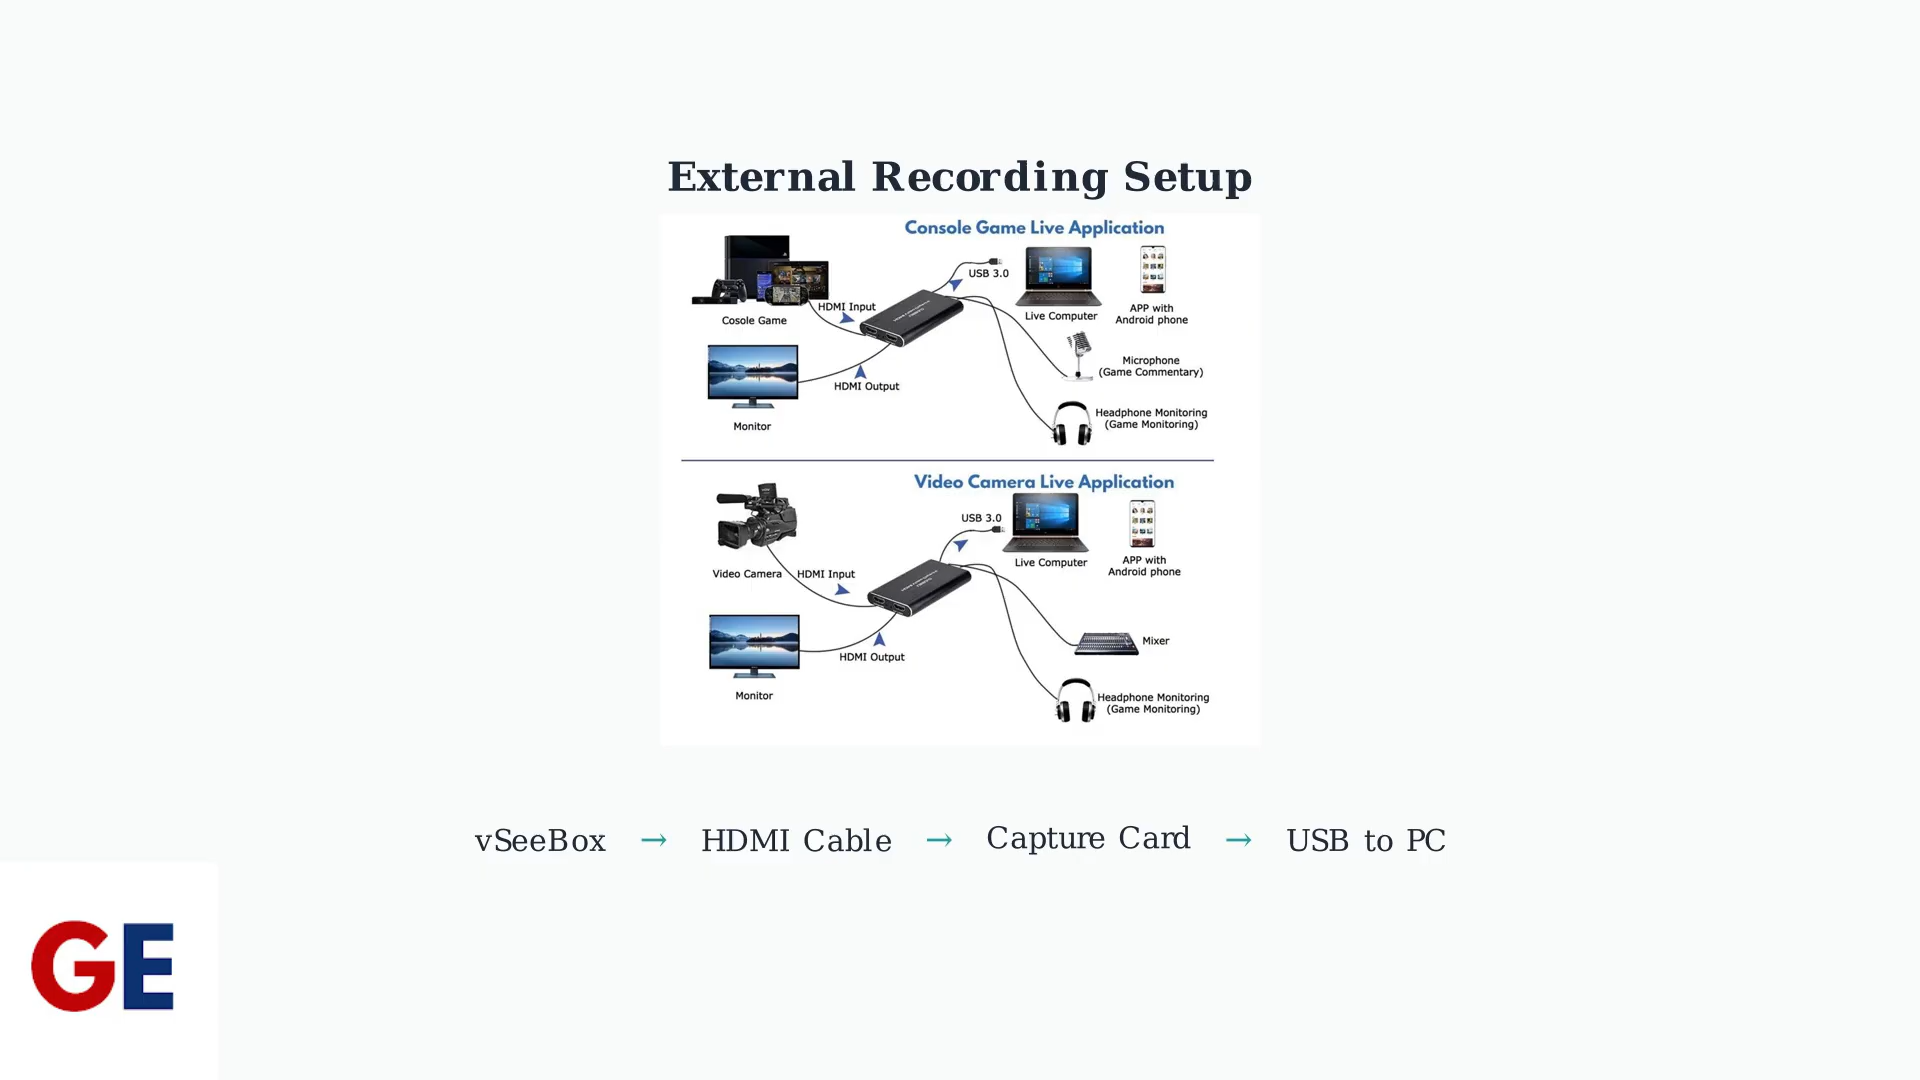 External Recording Setup
Console Game Live Application
USB 3.0
HDMI Input
Cosole Game
Live Computer
APP with
Android phone
Microphone
(Game Commentary)
HDMI Output
Headphone Monitoring
(Game Monitoring)
Monitor
Video Camera Live Application
USB 3.0
Video Camera
HDMI Input
Live Computer
APP with
Android phone
Mixer
HDMI Output
Monitor
Headphone Monitoring
(Game Monitoring)
vSeeBox → HDMI Cable → Capture Card → USB to PC
GE